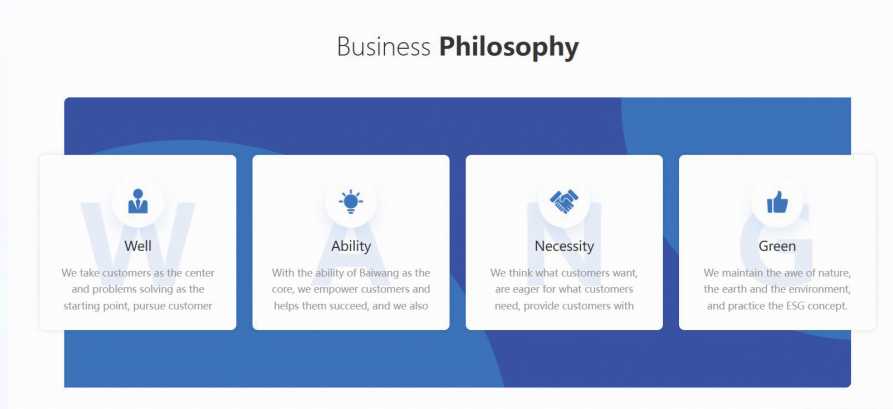 Business Philosophy
W
Well
We take customers as the center
and problems solving as the
starting point, pursue customer
A
Ability
With the ability of Baiwang as the
core, we empower customers and
helps them succeed, and we also
N
Necessity
We think what customers want,
are eager for what customers
need, provide customers with
G
Green
We maintain the awe of nature,
the earth and the environment,
and practice the ESG concept.